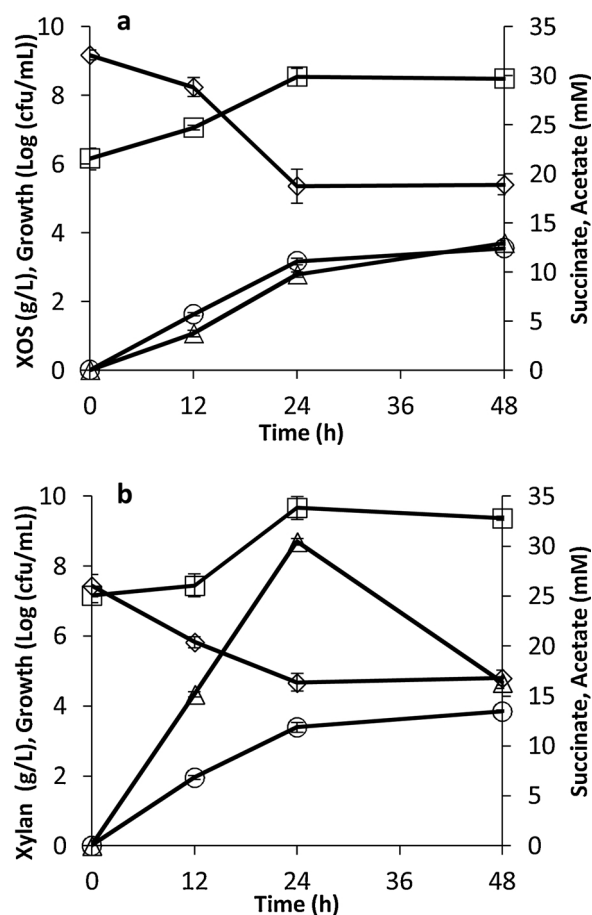 a
XOS (g/L), Growth (Log (cfu/mL))
10
8
6
4
2
0
35
30
25
20
15
10
5
0
Succinate, Acetate (mM)
0 12 24 36 48
Time (h)
b
Xylan (g/L), Growth (Log (cfu/mL))
10
8
6
4
2
0
35
30
25
20
15
10
5
0
Succinate, Acetate (mM)
0 12 24 36 48
Time (h)